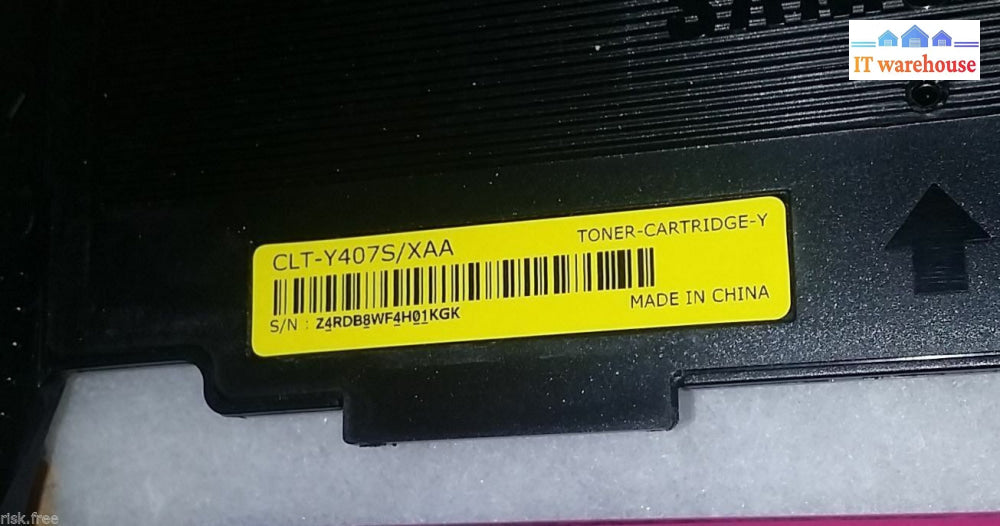 IT warehouse
CLT-Y407S/XAA
TONER-CARTRIDGE-Y
S/N : Z4RDB8WF4H01KGK
MADE IN CHINA
risk.free